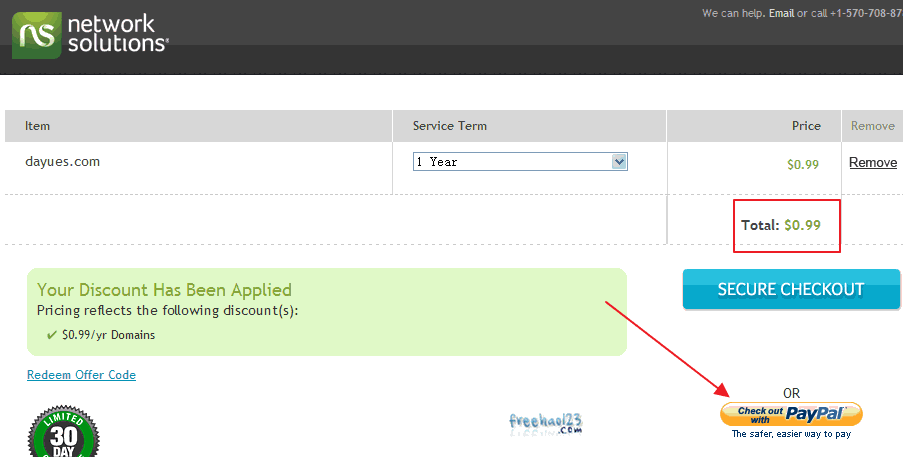 We can help. Email or call +1-570-708-87
network
solutions®
Item Service Term Price Remove
dayues.com 1 Year $0.99 Remove
Total: $0.99
Your Discount Has Been Applied
Pricing reflects the following discount(s):
✔ $0.99/yr Domains
SECURE CHECKOUT
Redeem Offer Code
OR
Check out
with PayPal
The safer, easier way to pay
LIMITED
30
DAY
freehao123
.com